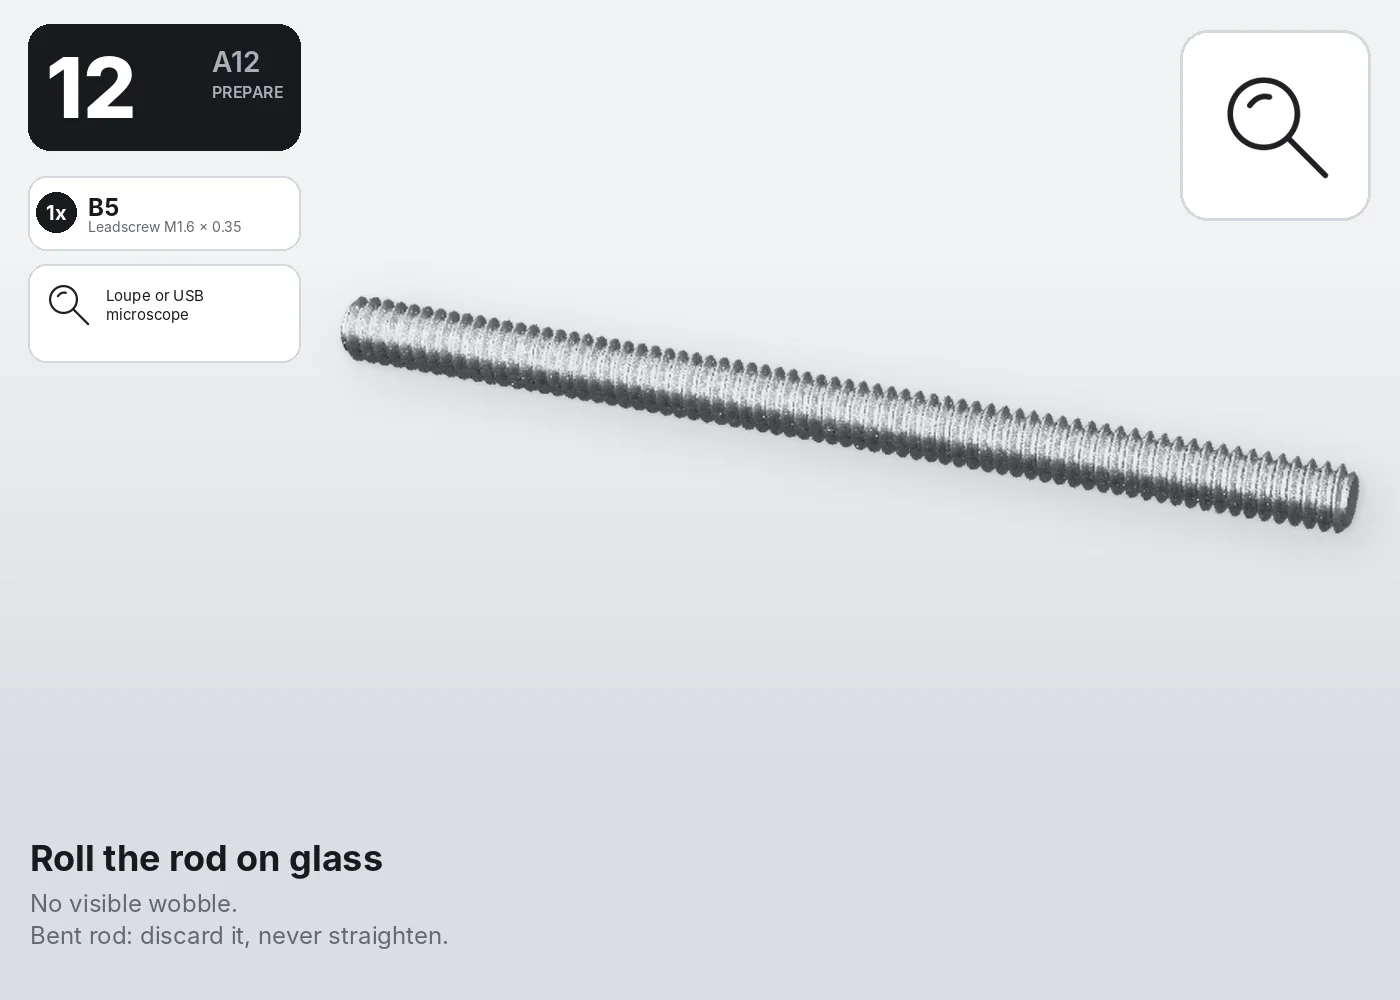 12
A12
PREPARE
1x
B5
Leadscrew M1.6 × 0.35
Loupe or USB
microscope
Roll the rod on glass
No visible wobble.
Bent rod: discard it, never straighten.